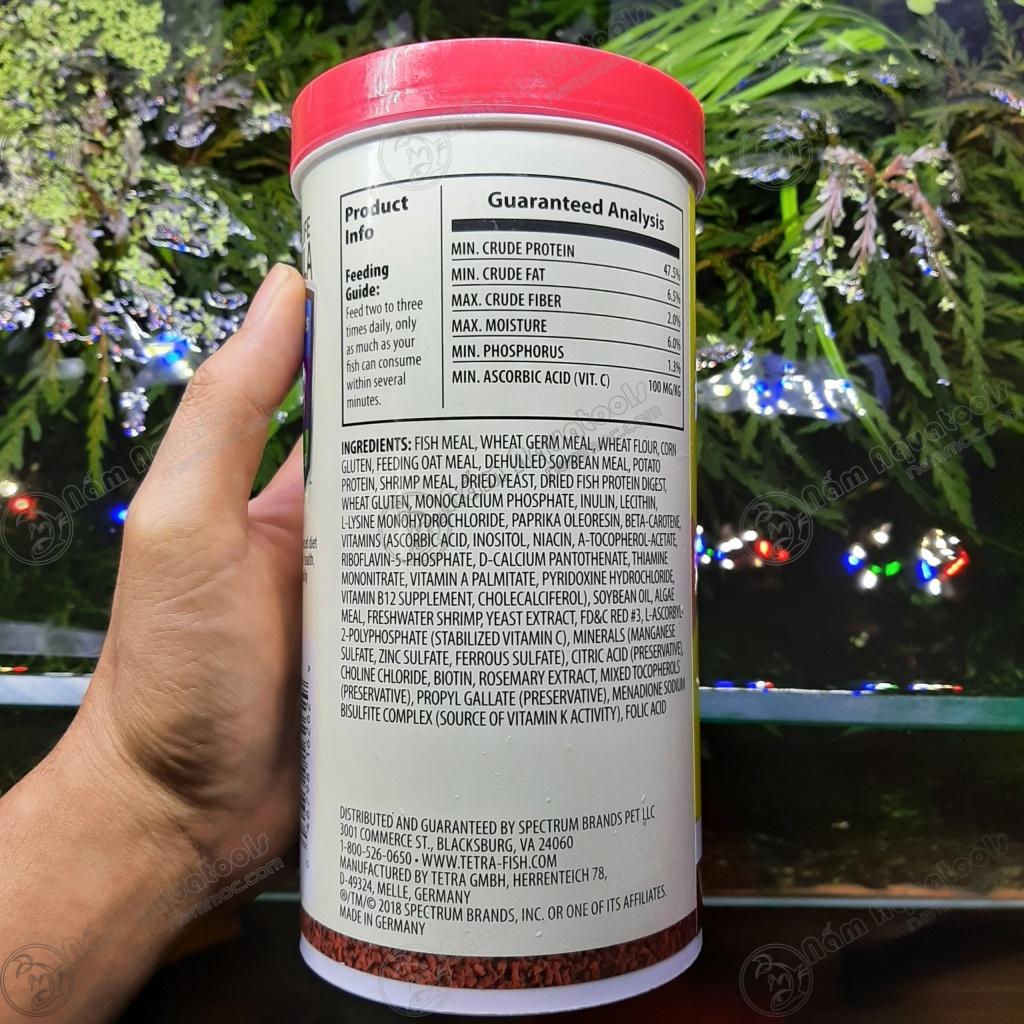 Product
Info
Feeding
Guide:
Feed two to three
times daily, only
as much as your
fish can consume
within several
minutes.
Guaranteed Analysis
MIN. CRUDE PROTEIN 47.5%
MIN. CRUDE FAT 6.5%
MAX. CRUDE FIBER 2.0%
MAX. MOISTURE 6.0%
MIN. PHOSPHORUS 1.3%
MIN. ASCORBIC ACID (VIT. C) 100 MG/KG
INGREDIENTS: FISH MEAL, WHEAT GERM MEAL, WHEAT FLOUR, CORN
GLUTEN, FEEDING OAT MEAL, DEHULLED SOYBEAN MEAL, POTATO
PROTEIN, SHRIMP MEAL, DRIED YEAST, DRIED FISH PROTEIN DIGEST,
WHEAT GLUTEN, MONOCALCIUM PHOSPHATE, INULIN, LECITHIN,
L-LYSINE MONOHYDROCHLORIDE, PAPRIKA OLEORESIN, BETA-CAROTENE,
VITAMINS (ASCORBIC ACID, INOSITOL, NIACIN, A-TOCOPHEROL-ACETATE,
RIBOFLAVIN-5-PHOSPHATE, D-CALCIUM PANTOTHENATE, THIAMINE
MONONITRATE, VITAMIN A PALMITATE, PYRIDOXINE HYDROCHLORIDE,
VITAMIN B12 SUPPLEMENT, CHOLECALCIFEROL), SOYBEAN OIL, ALGAE
MEAL, FRESHWATER SHRIMP, YEAST EXTRACT, FD&C RED #3, L-ASCORBYL-
2-POLYPHOSPHATE (STABILIZED VITAMIN C), MINERALS (MANGANESE
SULFATE, ZINC SULFATE, FERROUS SULFATE), CITRIC ACID (PRESERVATIVE),
CHOLINE CHLORIDE, BIOTIN, ROSEMARY EXTRACT, MIXED TOCOPHEROLS
(PRESERVATIVE), PROPYL GALLATE (PRESERVATIVE), MENADIONE SODIUM
BISULFITE COMPLEX (SOURCE OF VITAMIN K ACTIVITY), FOLIC ACID
DISTRIBUTED AND GUARANTEED BY SPECTRUM BRANDS PET LLC
3001 COMMERCE ST., BLACKSBURG, VA 24060
1-800-526-0650 • WWW.TETRA-FISH.COM
MANUFACTURED BY TETRA GMBH, HERRENTEICH 78,
D-49324, MELLE, GERMANY
®/TM/© 2018 SPECTRUM BRANDS, INC. OR ONE OF ITS AFFILIATES.
MADE IN GERMANY
Nấm Aquatools
nammoc.com